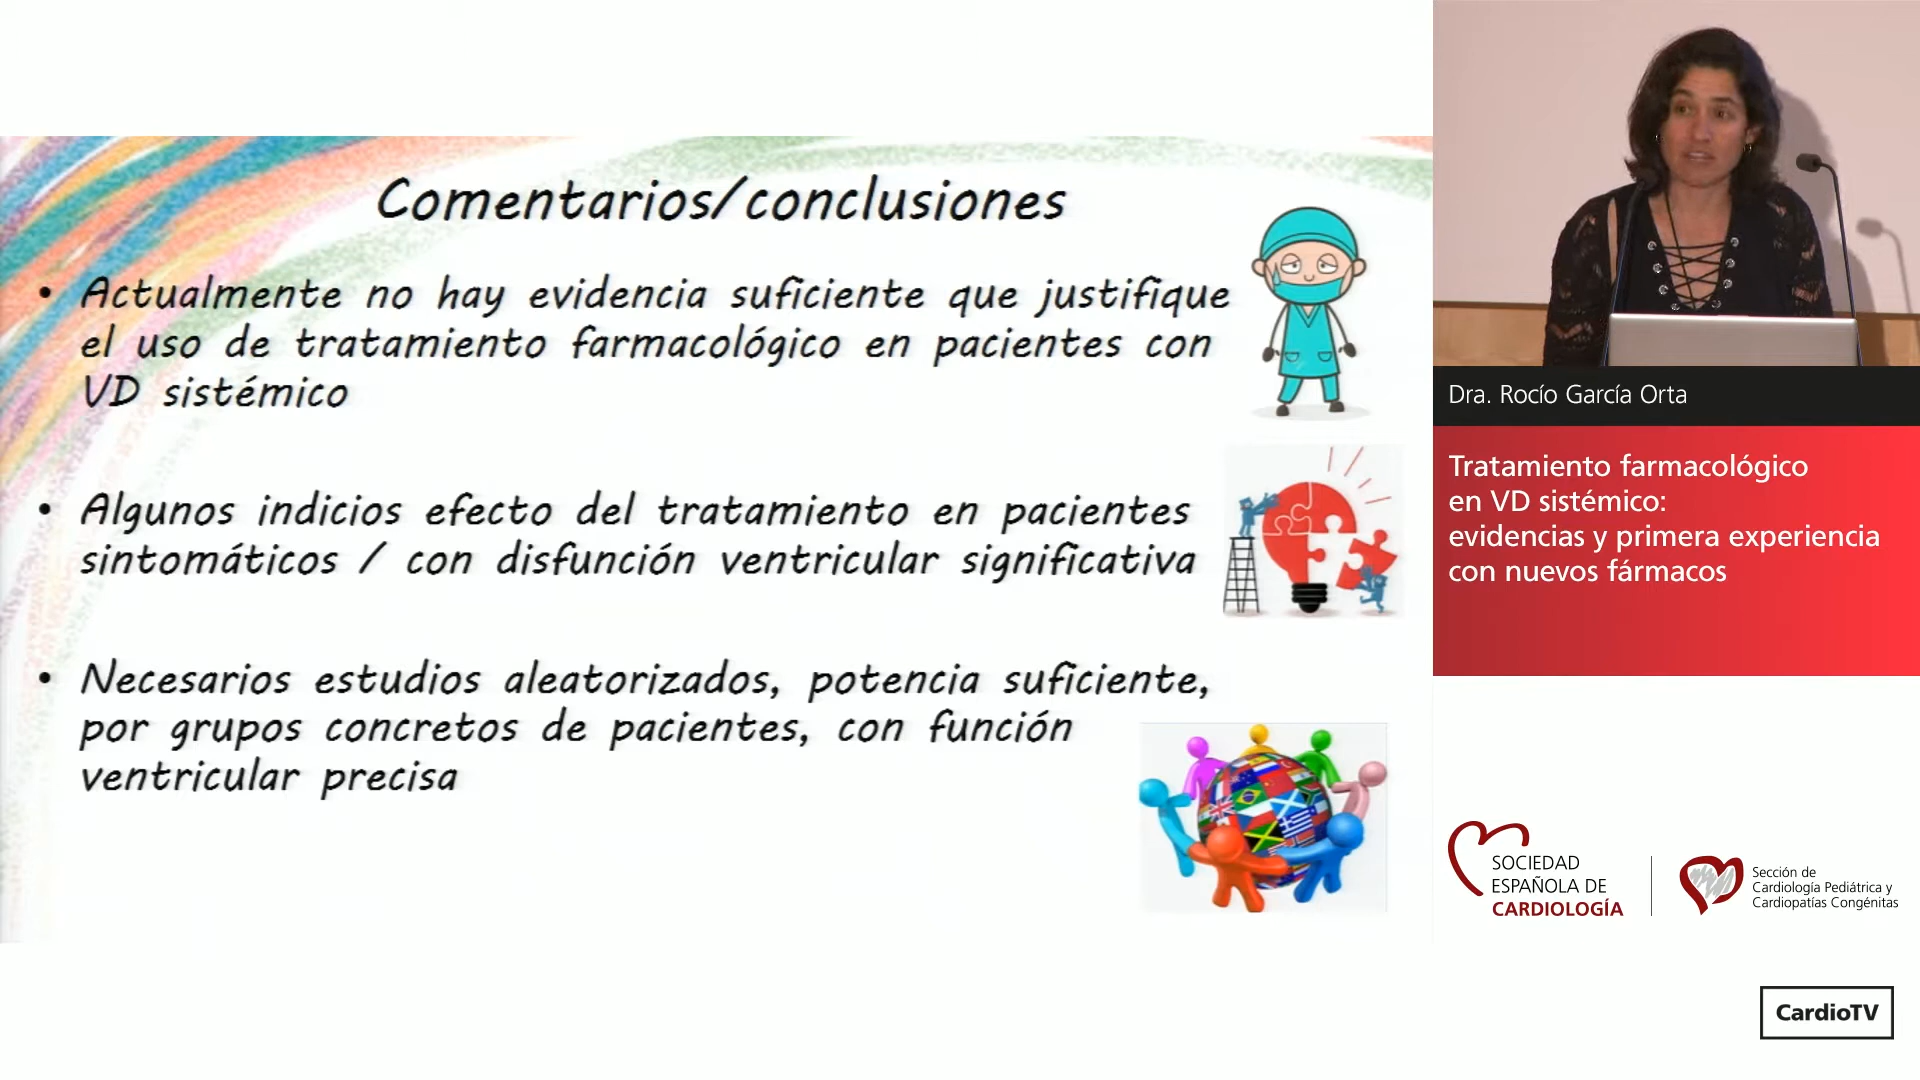 Comentarios/conclusiones
• Actualmente no hay evidencia suficiente que justifique
el uso de tratamiento farmacológico en pacientes con
VD sistémico
• Algunos indicios efecto del tratamiento en pacientes
sintomáticos / con disfunción ventricular significativa
• Necesarios estudios aleatorizados, potencia suficiente,
por grupos concretos de pacientes, con función
ventricular precisa
Dra. Rocío García Orta
Tratamiento farmacológico
en VD sistémico:
evidencias y primera experiencia
con nuevos fármacos
SOCIEDAD
ESPAÑOLA DE
CARDIOLOGÍA
Sección de
Cardiología Pediátrica y
Cardiopatías Congénitas
CardioTV